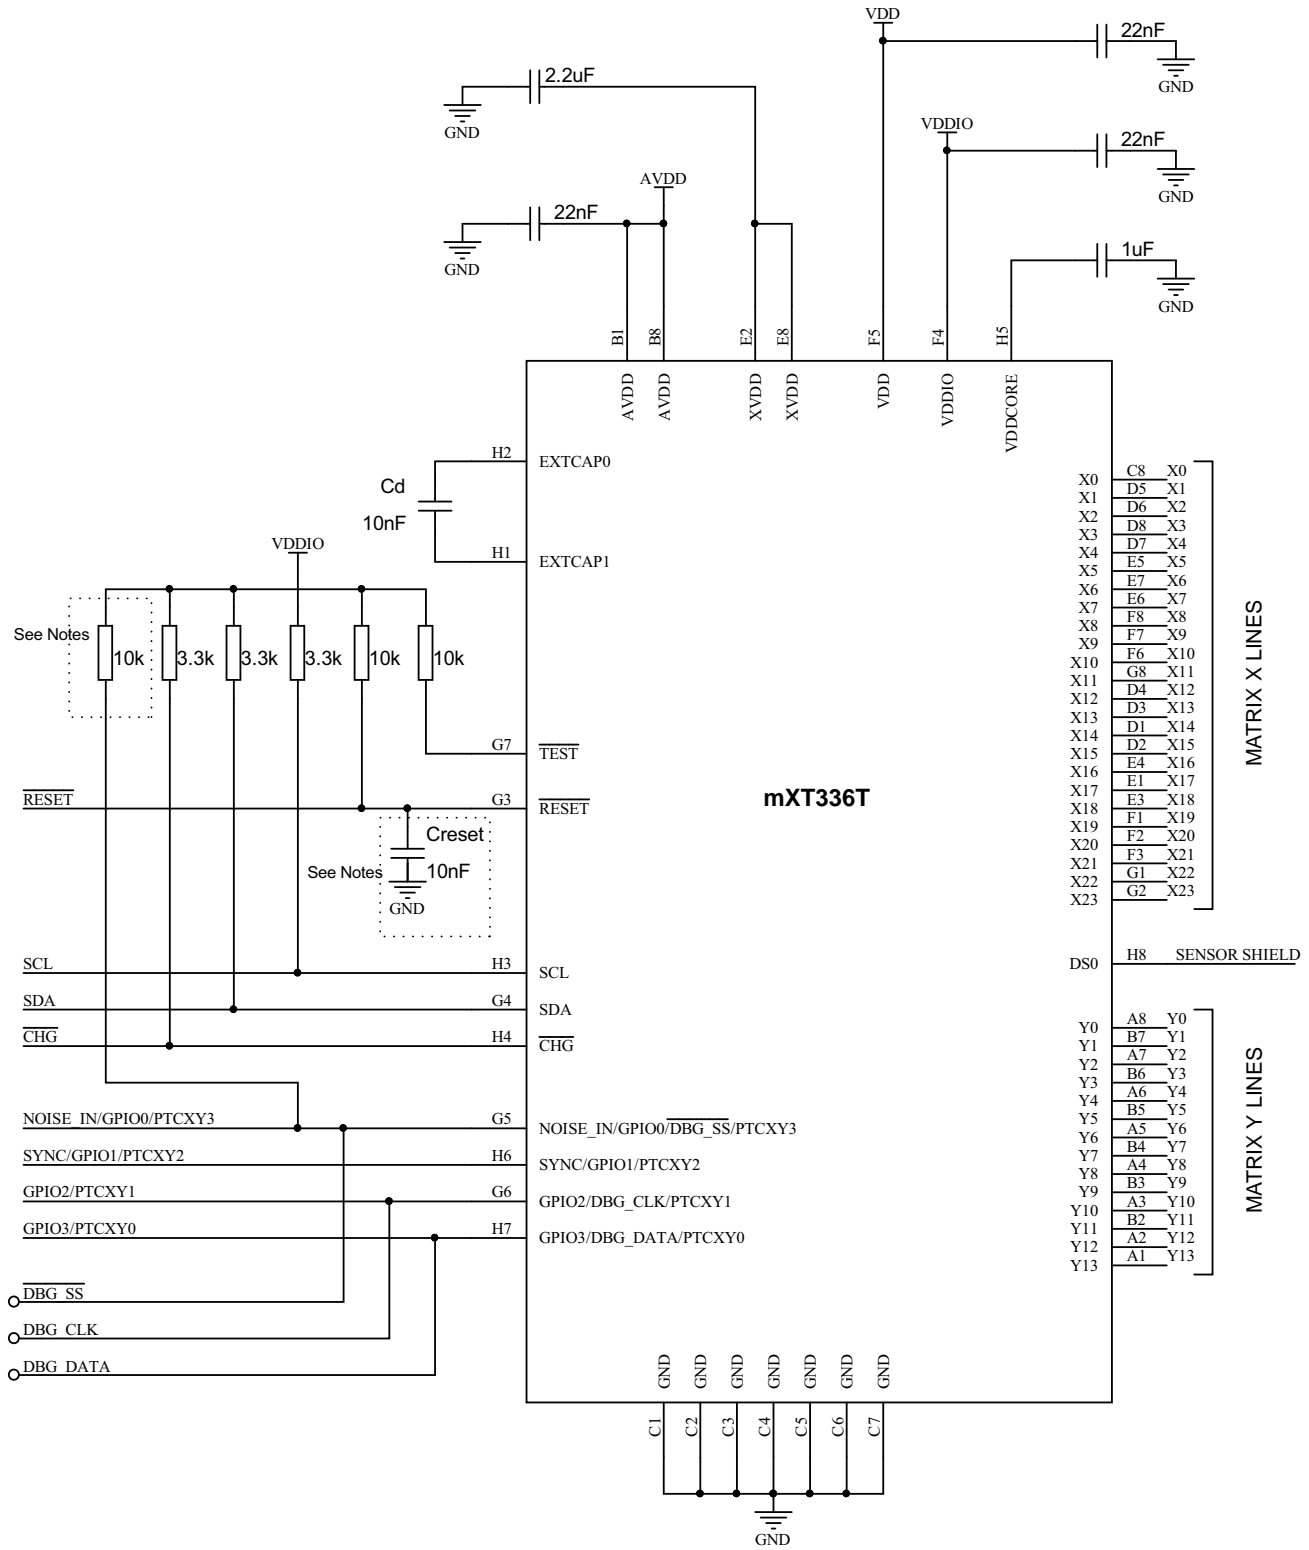 VDD
22nF
GND
2.2uF
GND
VDDIO
22nF
GND
AVDD
22nF
GND
1uF
GND
B1
B8
E2
E8
F5
F4
H5
AVDD
AVDD
XVDD
XVDD
VDD
VDDIO
VDDCORE
H2 EXTCAP0
Cd
10nF
H1 EXTCAP1
VDDIO
See Notes
10k
3.3k
3.3k
3.3k
10k
10k
G7 TEST
RESET G3 RESET
mXT336T
Creset
See Notes 10nF
GND
SCL H3 SCL
SDA G4 SDA
CHG H4 CHG
NOISE_IN/GPIO0/PTCXY3 G5 NOISE_IN/GPIO0/DBG_SS/PTCXY3
SYNC/GPIO1/PTCXY2 H6 SYNC/GPIO1/PTCXY2
GPIO2/PTCXY1 G6 GPIO2/DBG_CLK/PTCXY1
GPIO3/PTCXY0 H7 GPIO3/DBG_DATA/PTCXY0
DBG_SS
DBG_CLK
DBG_DATA
X0 C8 X0
X1 D5 X1
X2 D6 X2
X3 D8 X3
X4 D7 X4
X5 E5 X5
X6 E7 X6
X7 E6 X7
X8 F8 X8
X9 F7 X9
X10 F6 X10
X11 G8 X11
X12 D4 X12
X13 D3 X13
X14 D1 X14
X15 D2 X15
X16 E4 X16
X17 E1 X17
X18 E3 X18
X19 F1 X19
X20 F2 X20
X21 F3 X21
X22 G1 X22
X23 G2 X23
MATRIX X LINES
DS0 H8 SENSOR SHIELD
Y0 A8 Y0
Y1 B7 Y1
Y2 A7 Y2
Y3 B6 Y3
Y4 A6 Y4
Y5 B5 Y5
Y6 A5 Y6
Y7 B4 Y7
Y8 A4 Y8
Y9 B3 Y9
Y10 A3 Y10
Y11 B2 Y11
Y12 A2 Y12
Y13 A1 Y13
MATRIX Y LINES
GND
GND
GND
GND
GND
GND
GND
C1
C2
C3
C4
C5
C6
C7
GND